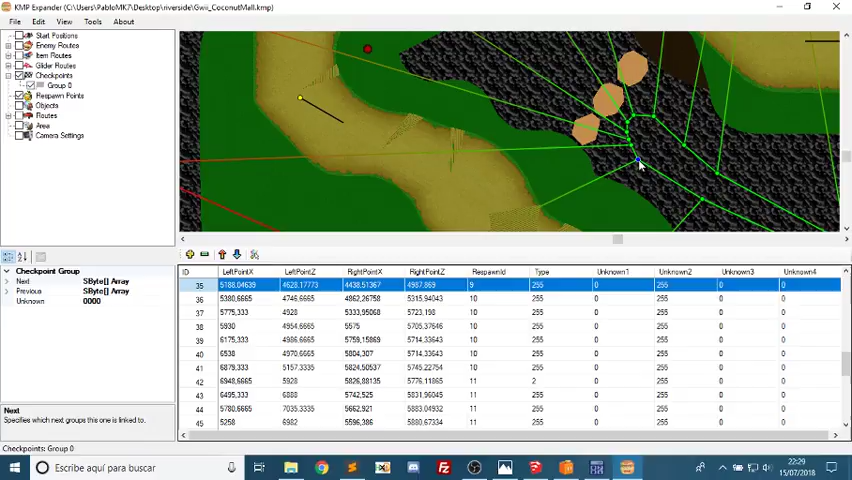 KMP Expander (C:\Users\PabloMK7\Desktop\riverside\Gwii_CoconutMall.kmp)
File Edit View Tools About
Start Positions
Enemy Routes
Item Routes
Glider Routes
Checkpoints
Group 0
Respawn Points
Objects
Routes
Area
Camera Settings
Checkpoint Group
Next SByte[] Array
Previous SByte[] Array
Unknown 0000
Next
Specifies which next groups this one is linked to.
ID LeftPointX LeftPointZ RightPointX RightPointZ RespawnId Type Unknown1 Unknown2 Unknown3 Unknown4
35 5188,04639 4628,17773 4438,51367 4987,869 9 255 0 255 0 0
36 5380,6665 4746,6665 4862,26758 5315,94043 10 255 0 255 0 0
37 5775,333 4928 5333,95068 5723,198 10 255 0 255 0 0
38 5930 4954,6665 5575 5705,37646 10 255 0 255 0 0
39 6175,333 4986,6665 5759,15869 5714,33643 10 255 0 255 0 0
40 6538 4970,6665 5804,307 5714,33643 10 255 0 255 0 0
41 6879,3335 5157,3335 5824,50537 5745,22754 10 255 0 255 0 0
42 6948,6665 5928 5826,88135 5776,11865 11 2 0 255 0 0
43 6495,333 6888 5742,525 5831,96045 11 255 0 255 0 0
44 5780,6665 7035,3335 5662,921 5883,04932 11 255 0 255 0 0
45 5258 6982 5596,386 5880,67334 11 255 0 255 0 0
Checkpoints: Group 0
Escribe aquí para buscar
22:29
15/07/2018